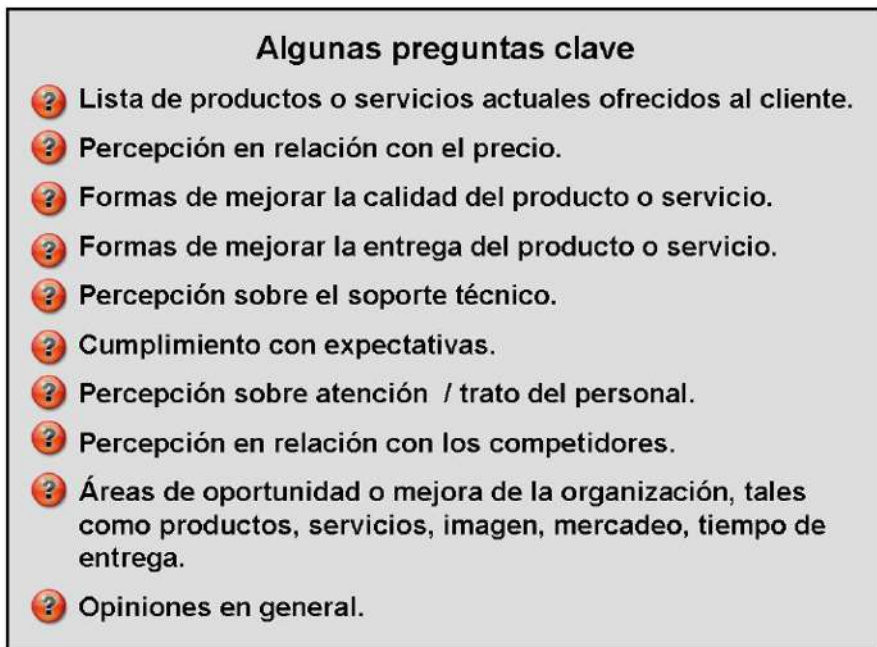 Algunas preguntas clave
? Lista de productos o servicios actuales ofrecidos al cliente.
? Percepción en relación con el precio.
? Formas de mejorar la calidad del producto o servicio.
? Formas de mejorar la entrega del producto o servicio.
? Percepción sobre el soporte técnico.
? Cumplimiento con expectativas.
? Percepción sobre atención / trato del personal.
? Percepción en relación con los competidores.
? Áreas de oportunidad o mejora de la organización, tales
como productos, servicios, imagen, mercadeo, tiempo de
entrega.
? Opiniones en general.